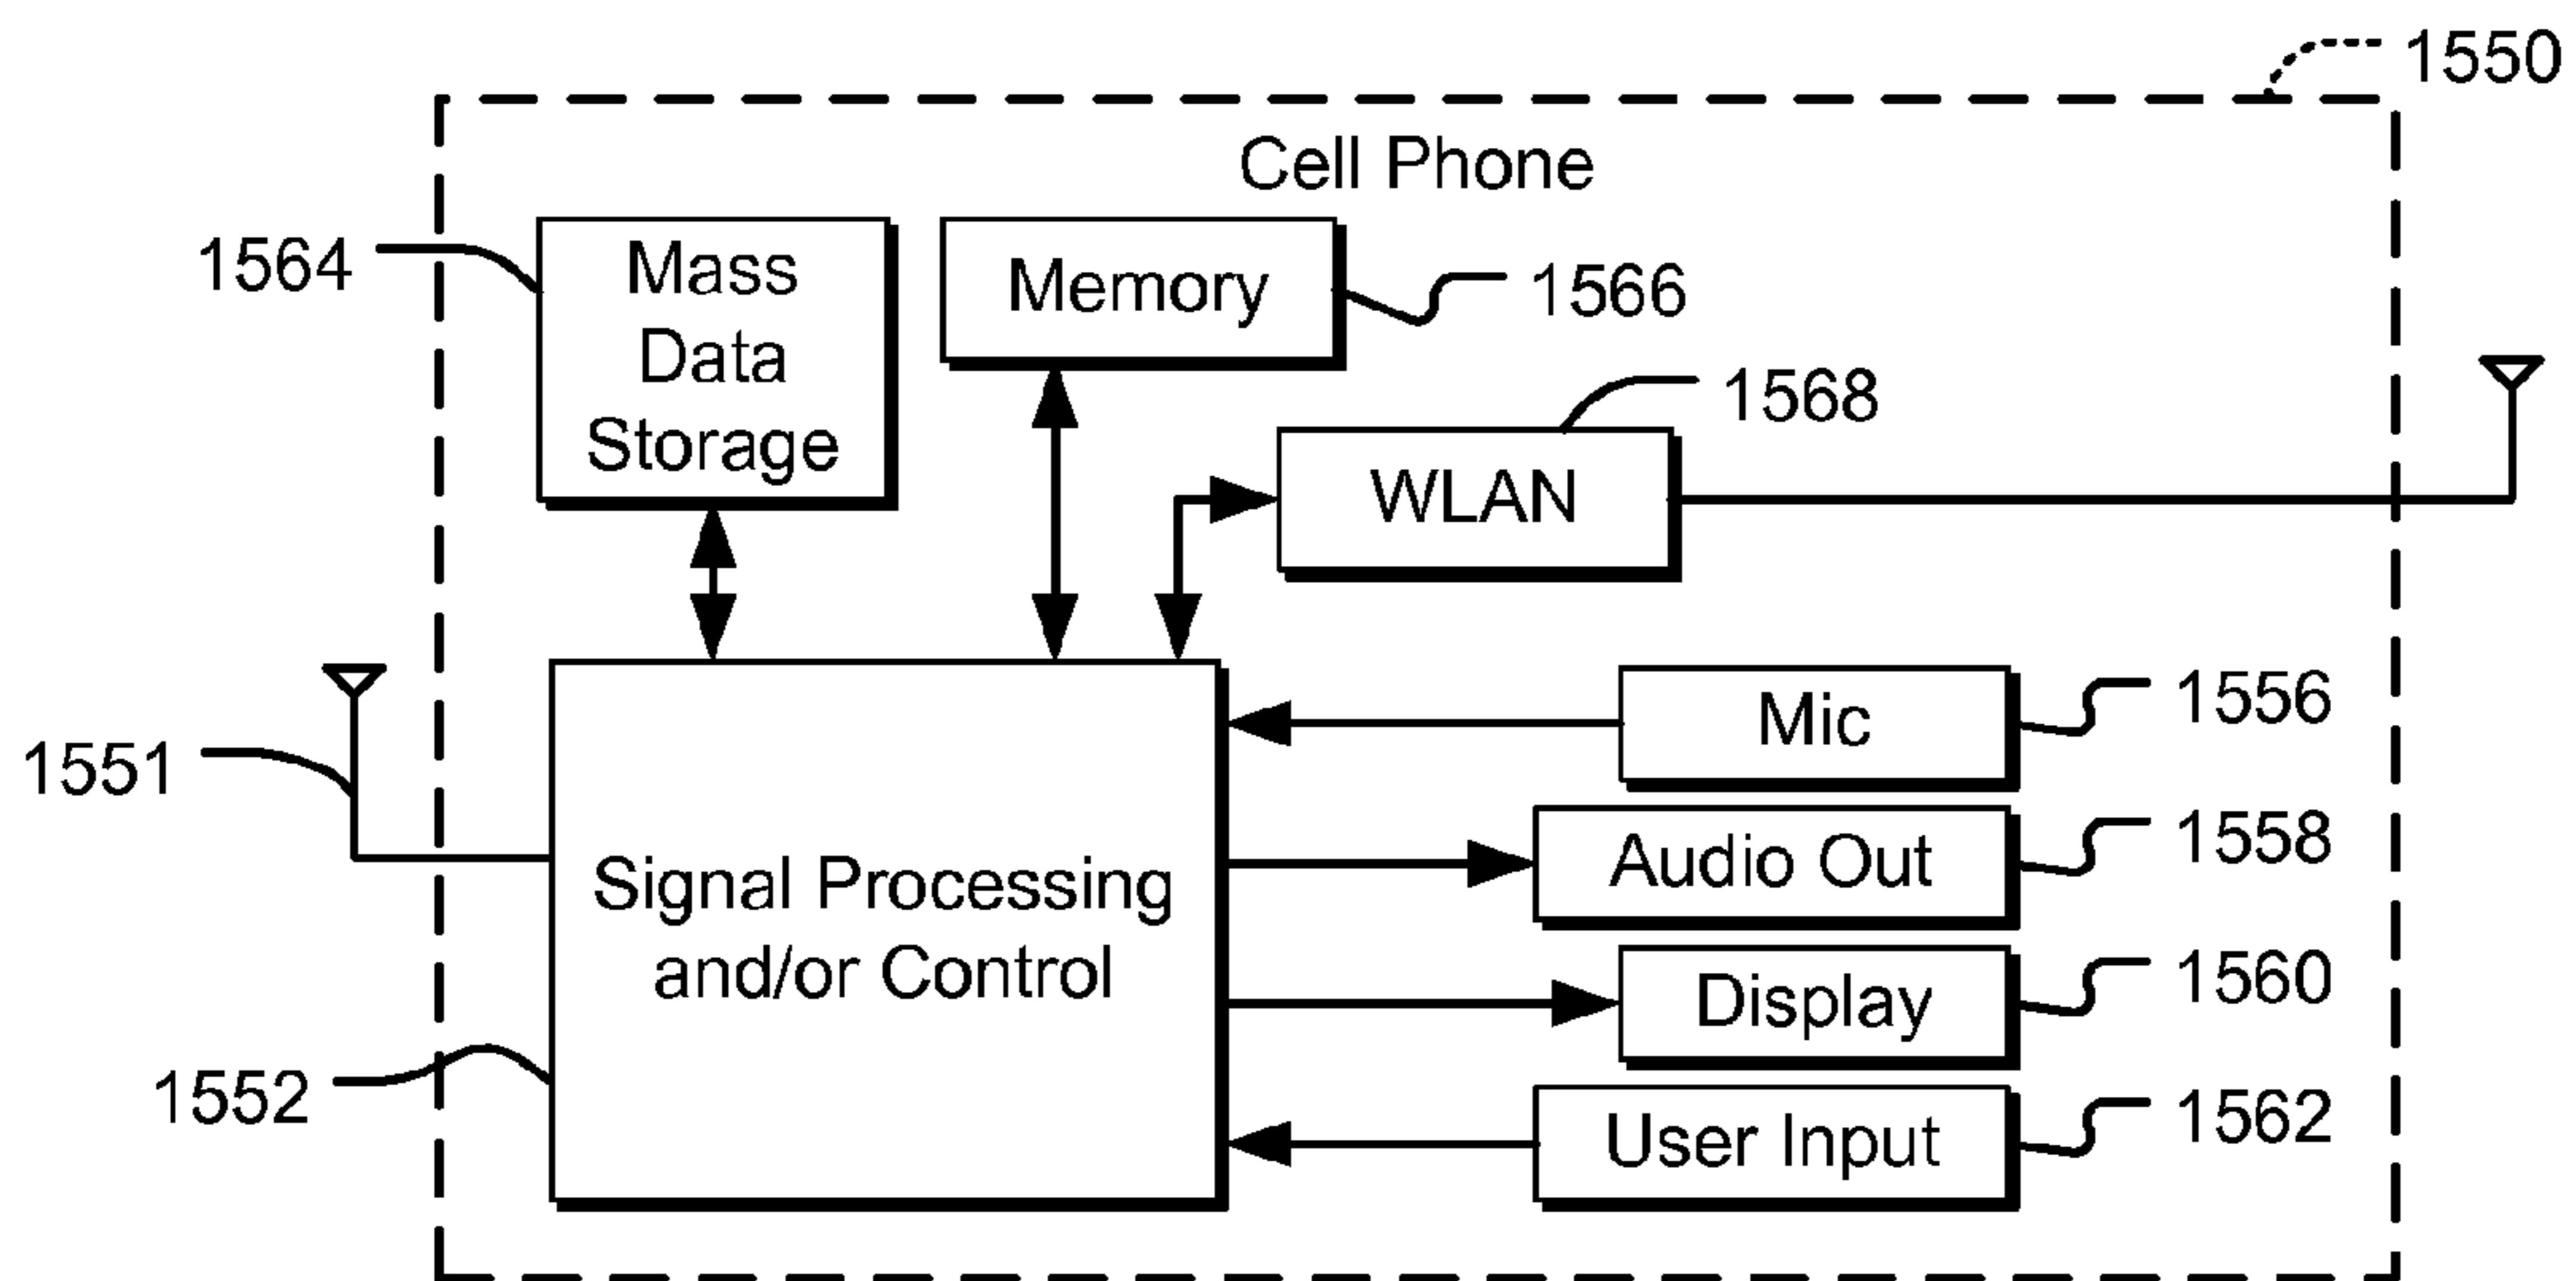 1550
Cell Phone
1564
Mass
Data
Storage
Memory
1566
1568
WLAN
1551
1552
Signal Processing
and/or Control
Mic
1556
Audio Out
1558
Display
1560
User Input
1562